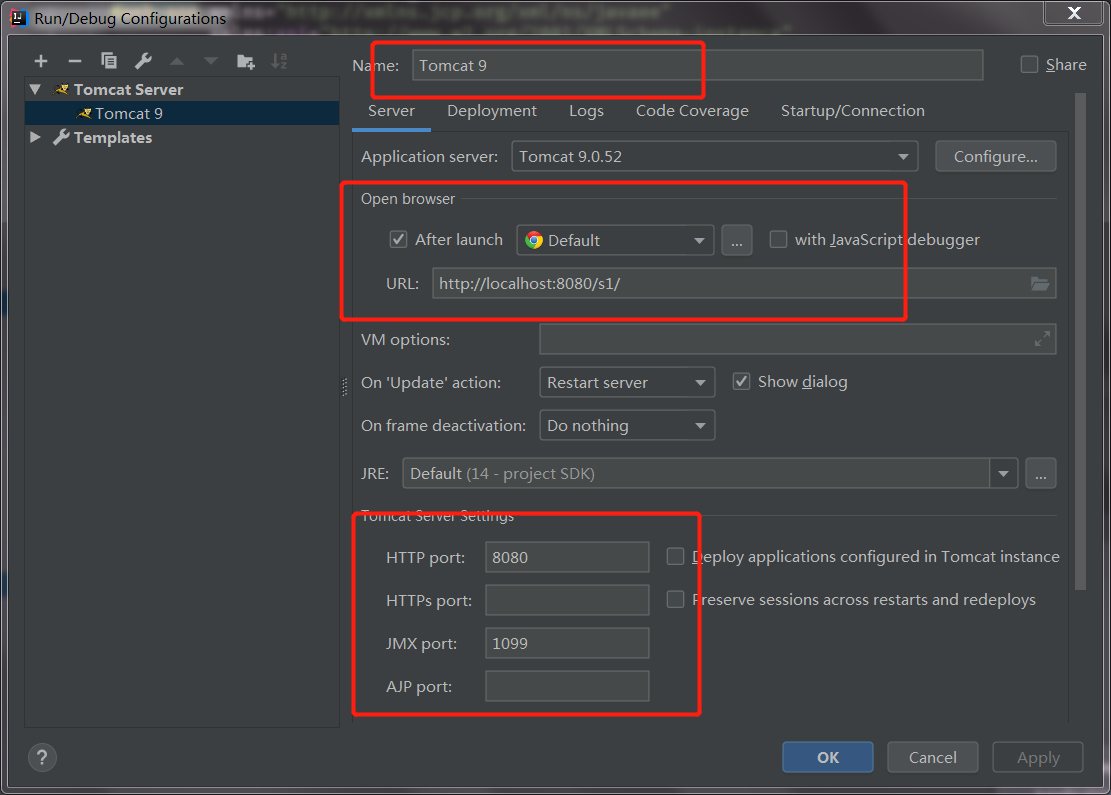 Run/Debug Configurations
Tomcat Server
Tomcat 9
Templates
Name: Tomcat 9 Share
Server Deployment Logs Code Coverage Startup/Connection
Application server: Tomcat 9.0.52 Configure...
Open browser
After launch Default ... with JavaScript debugger
URL: http://localhost:8080/s1/
VM options:
On 'Update' action: Restart server Show dialog
On frame deactivation: Do nothing
JRE: Default (14 - project SDK) ...
Tomcat Server Settings
HTTP port: 8080 Deploy applications configured in Tomcat instance
HTTPs port: Preserve sessions across restarts and redeploys
JMX port: 1099
AJP port:
? OK Cancel Apply